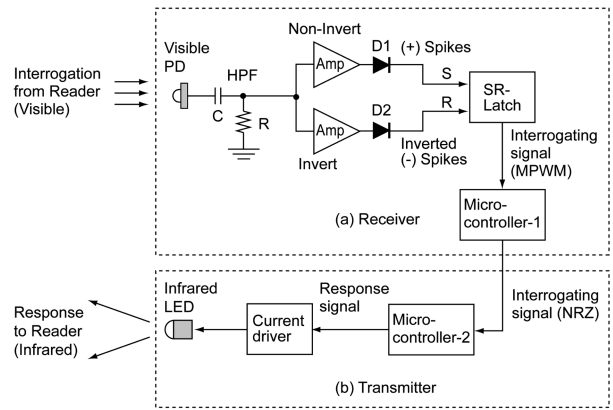 Non-Invert
Visible
PD
D1
(+) Spikes
Interrogation
from Reader
(Visible)
HPF
Amp
S
SR-
Latch
C
R
D2
R
Amp
Invert
Inverted
(-) Spikes
Interrogating
signal
(MPWM)
(a) Receiver
Micro-
controller-1
Infrared
LED
Response
signal
Interrogating
signal (NRZ)
Response
to Reader
(Infrared)
Current
driver
Micro-
controller-2
(b) Transmitter